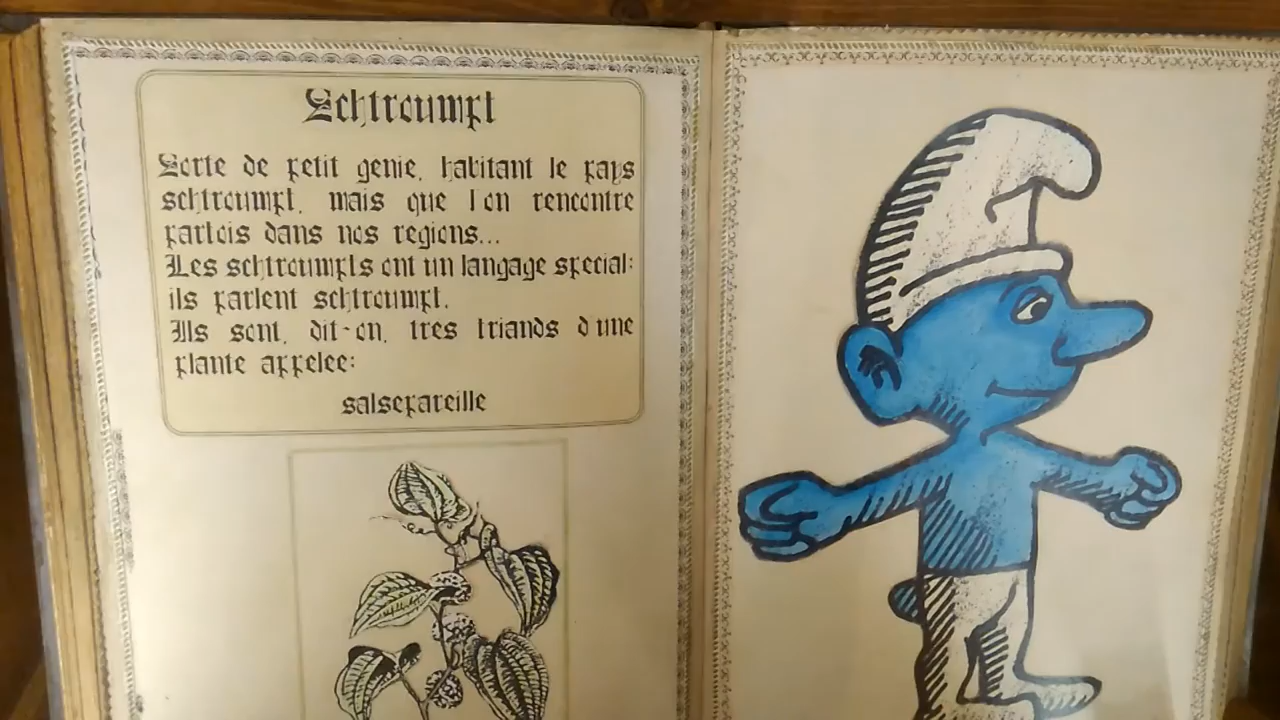 Schtroumpf
Sorte de petit genie, habitant le pays
schtroumpf, mais que l'on rencontre
parfois dans nos regions...
Les schtroumpfs ont un langage special:
ils parlent schtroumpf.
Ils sont, dit-on, tres friands d'une
plante appelee:
salsepareille